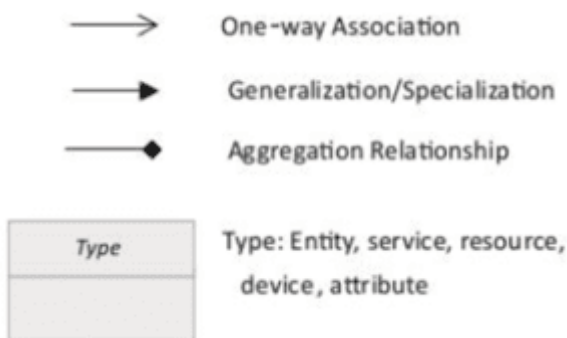 One-way Association
Generalization/Specialization
Aggregation Relationship
Type
Type: Entity, service, resource,
device, attribute